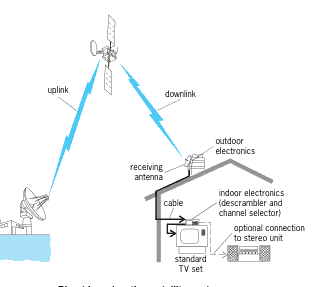 uplink
downlink
outdoor
electronics
receiving
antenna
indoor electronics
(descrambler and
channel selector)
cable
optional connection
to stereo unit
standard
TV set